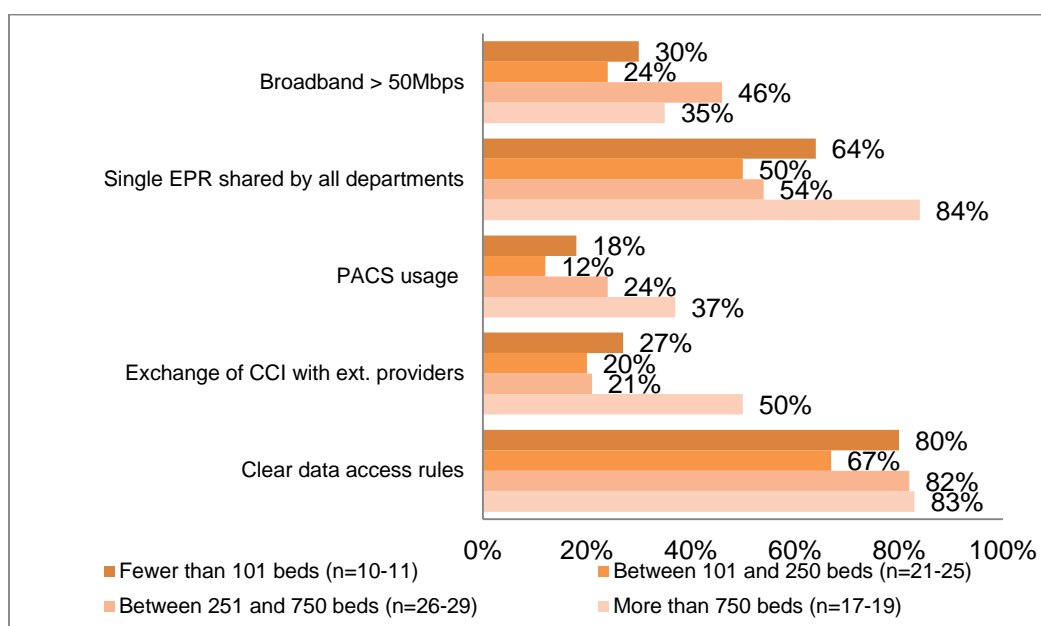 Broadband > 50Mbps
30%
24%
46%
35%
Single EPR shared by all departments
64%
50%
54%
84%
PACS usage
18%
12%
24%
37%
Exchange of CCI with ext. providers
27%
20%
21%
50%
Clear data access rules
80%
67%
82%
83%
0% 20% 40% 60% 80% 100%
Fewer than 101 beds (n=10-11) Between 101 and 250 beds (n=21-25)
Between 251 and 750 beds (n=26-29) More than 750 beds (n=17-19)